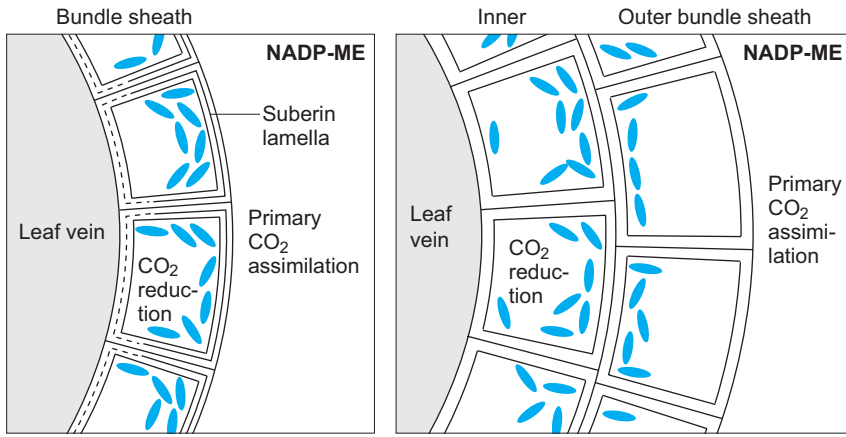 Bundle sheath
NADP-ME
Suberin
lamella
Leaf vein
Primary
CO2
assimilation
CO2
reduc-
tion
Inner
Outer bundle sheath
NADP-ME
Leaf
vein
CO2
reduc-
tion
Primary
CO2
assimi-
lation